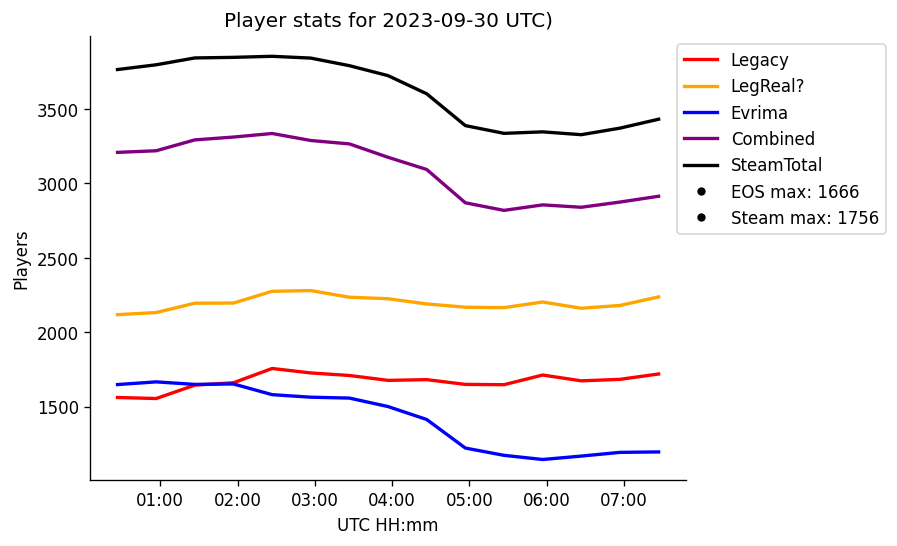 Player stats for 2023-09-30 UTC)
Legacy
LegReal?
Evrima
Combined
SteamTotal
EOS max: 1666
Steam max: 1756
Players
3500
3000
2500
2000
1500
01:00 02:00 03:00 04:00 05:00 06:00 07:00
UTC HH:mm